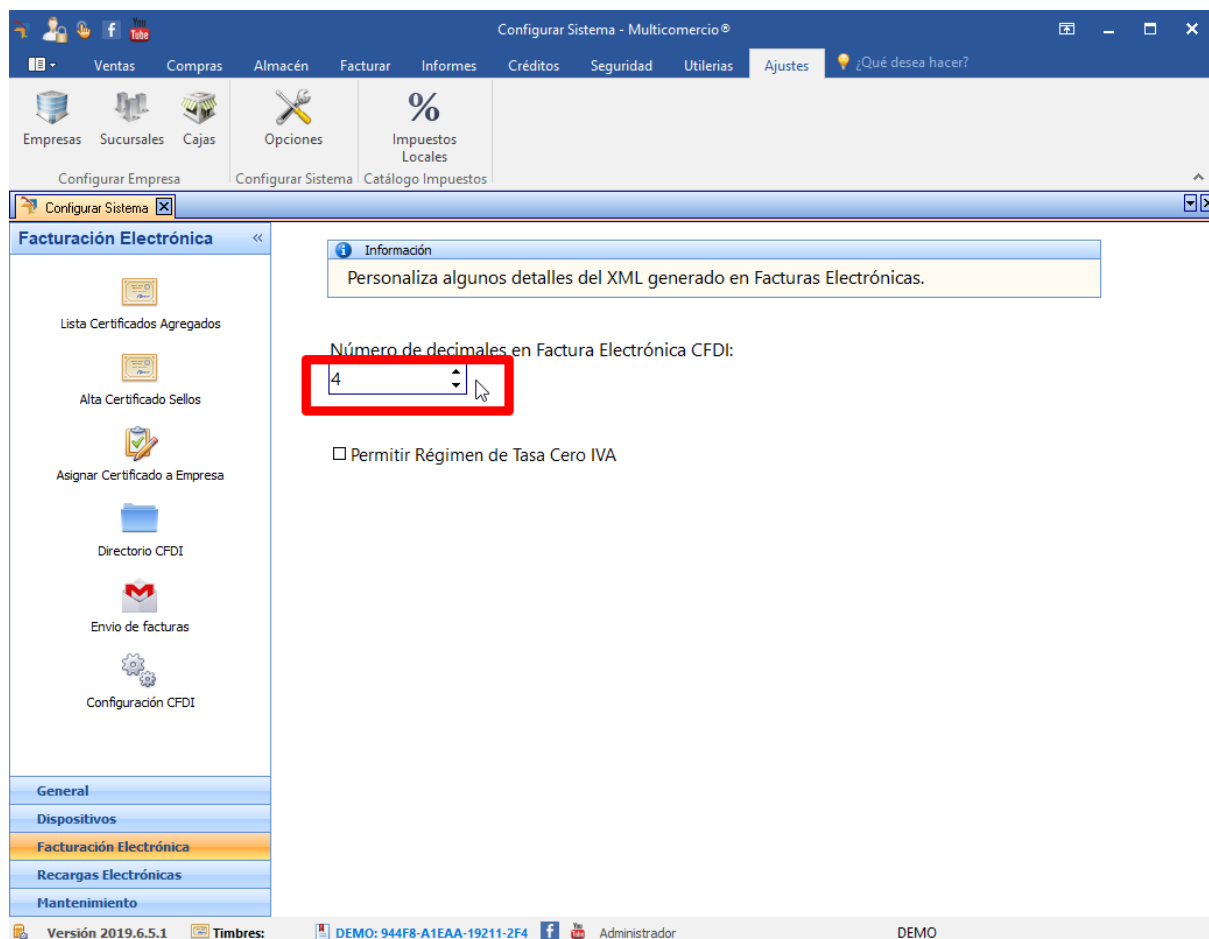 You
Tube
Configurar Sistema - Multicomercio®
Ventas Compras Almacén Facturar Informes Créditos Seguridad Utilerias Ajustes ¿Qué desea hacer?
Empresas Sucursales Cajas Opciones Impuestos
Locales
Configurar Empresa Configurar Sistema Catálogo Impuestos
Configurar Sistema
Facturación Electrónica «
Información
Personaliza algunos detalles del XML generado en Facturas Electrónicas.
Lista Certificados Agregados
Número de decimales en Factura Electrónica CFDI:
4
Alta Certificado Sellos
Permitir Régimen de Tasa Cero IVA
Asignar Certificado a Empresa
Directorio CFDI
Envio de facturas
Configuración CFDI
General
Dispositivos
Facturación Electrónica
Recargas Electrónicas
Mantenimiento
Versión 2019.6.5.1 Timbres: DEMO: 944F8-A1EAA-19211-2F4 Administrador DEMO